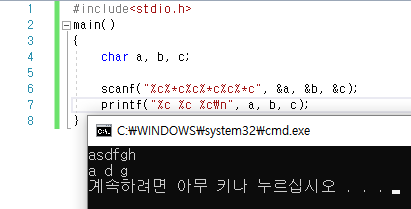 1 #include<stdio.h>
2 main()
3 {
4 char a, b, c;
5
6 scanf("%c%*c%c%*c%c%*c", &a, &b, &c);
7 printf("%c %c %c₩n", a, b, c);
8 }
C:₩WINDOWS₩system32₩cmd.exe
asdfgh
a d g
계속하려면 아무 키나 누르십시오 . . .